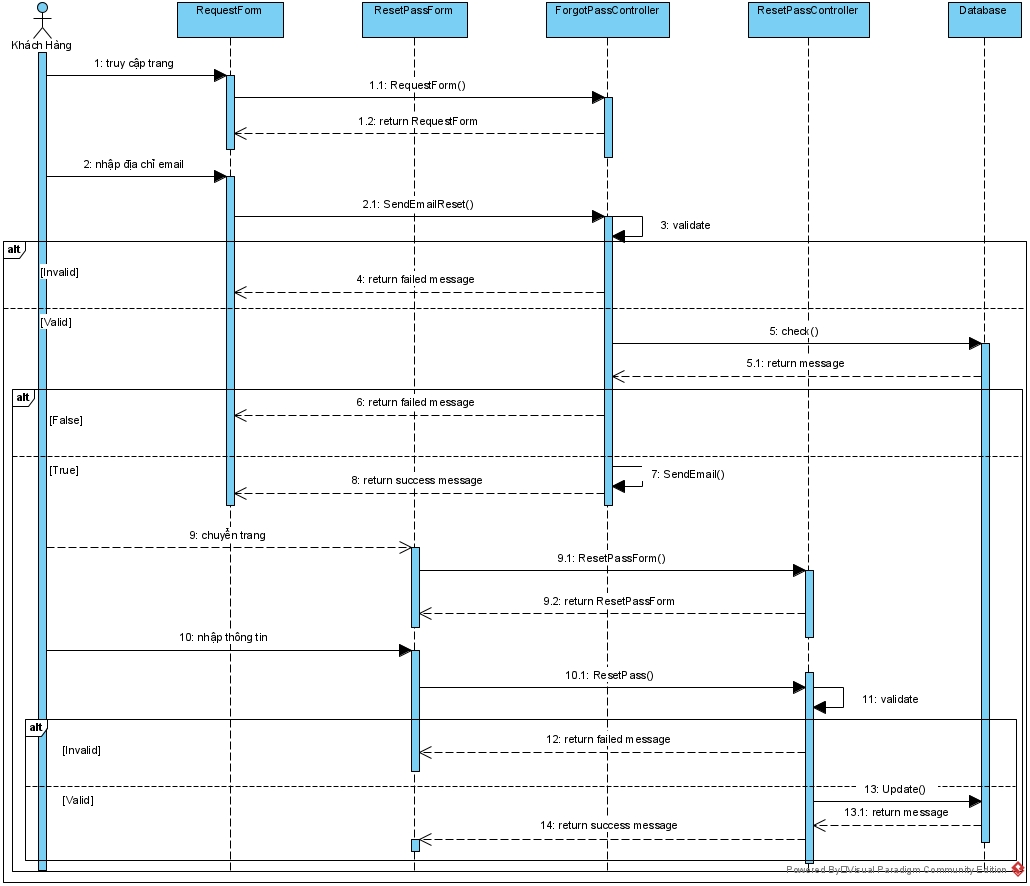 RequestForm
ResetPassForm
ForgotPassController
ResetPassController
Database
Khách Hàng
1: truy cập trang
1.1: RequestForm()
1.2: return RequestForm
2: nhập địa chỉ email
2.1: SendEmailReset()
3: validate
alt
[Invalid]
4: return failed message
[Valid]
5: check()
5.1: return message
alt
6: return failed message
[False]
[True]
7: SendEmail()
8: return success message
9: chuyển trang
9.1: ResetPassForm()
9.2: return ResetPassForm
10: nhập thông tin
10.1: ResetPass()
11: validate
alt
12: return failed message
[Invalid]
13: Update()
[Valid]
13.1: return message
14: return success message
Powered By Visual Paradigm Community Edition